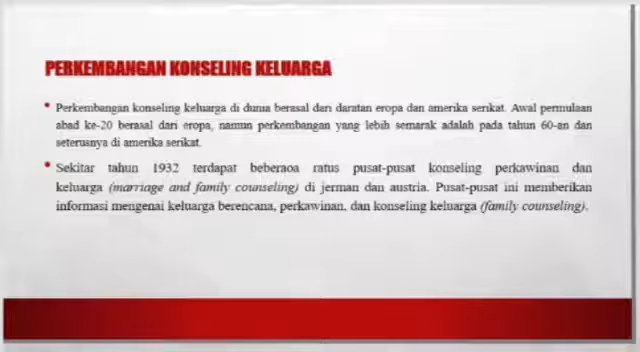 PERKEMBANGAN KONSELING KELUARGA
• Perkembangan konseling keluarga di dunia berasal dari daratan eropa dan amerika serikat. Awal permulaan
abad ke-20 berasal dari eropa, namun perkembangan yang lebih semarak adalah pada tahun 60-an dan
seterusnya di amerika serikat.
• Sekitar tahun 1932 terdapat beberaoa ratus pusat-pusat konseling perkawinan dan
keluarga (marriage and family counseling) di jerman dan austria. Pusat-pusat ini memberikan
informasi mengenai keluarga berencana, perkawinan, dan konseling keluarga (family counseling).